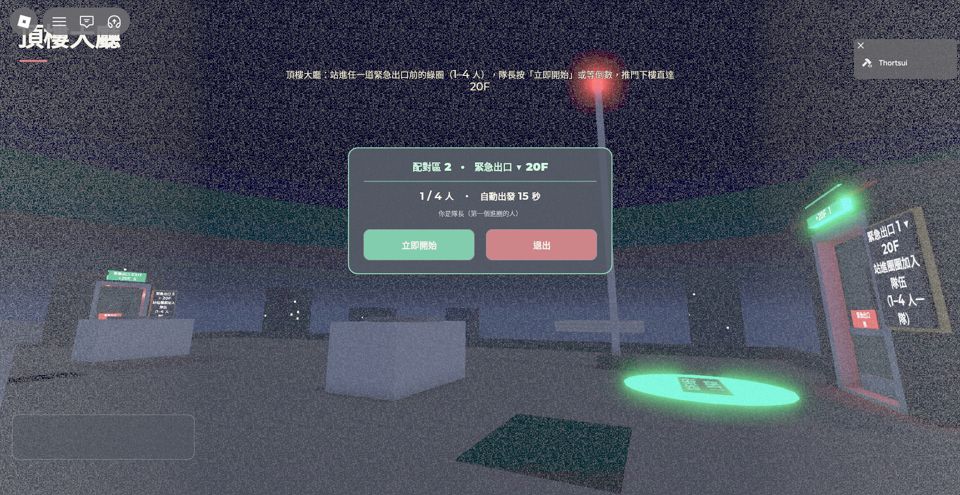 頂樓大廳
Thortsui
頂樓大廳：站進任一道緊急出口前的綠圈（1–4 人），隊長按「立即開始」或等倒數，推門下樓直達
20F
配對區 2 • 緊急出口 ▼ 20F
1 / 4 人 • 自動出發 15 秒
你是隊長（第一個進圈的人）
立即開始
退出
緊急出口 1 ▼
20F
站進圈圈加入
隊伍
（1–4 人一
隊）